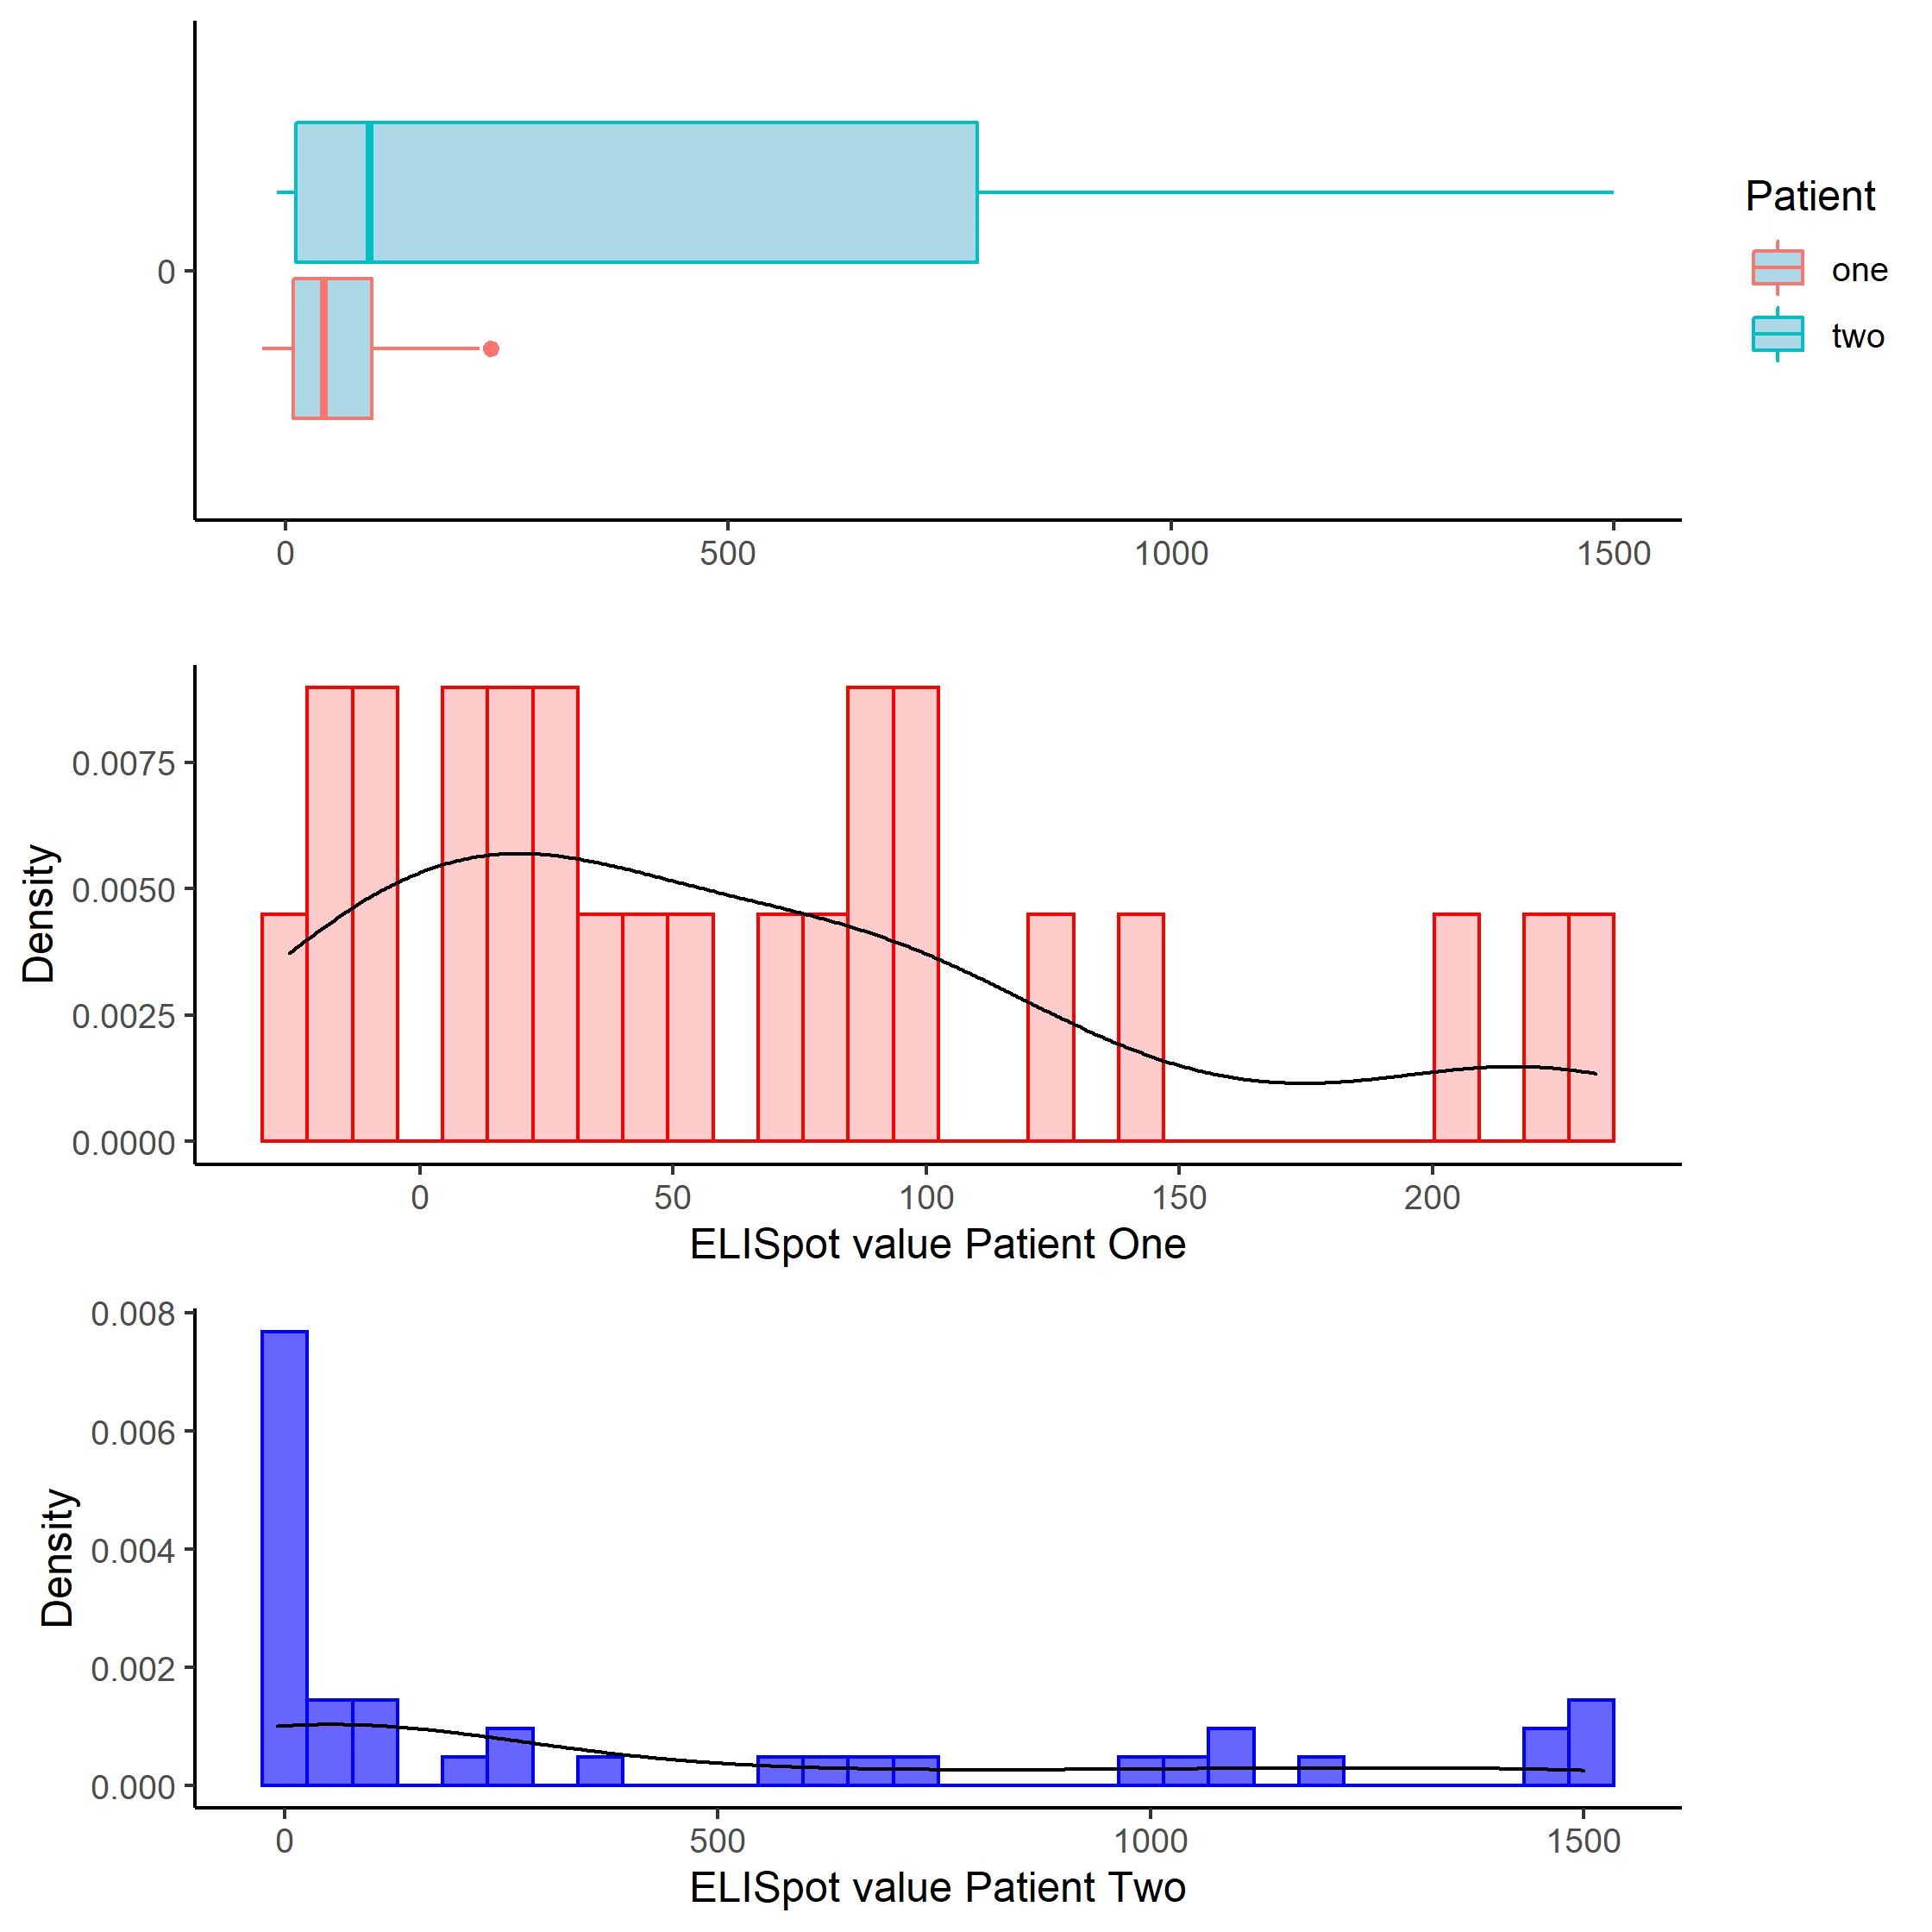 0
0 500 1000 1500
Patient
one
two
Density
0.0075
0.0050
0.0025
0.0000
0 50 100 150 200
ELISpot value Patient One
Density
0.008
0.006
0.004
0.002
0.000
0 500 1000 1500
ELISpot value Patient Two